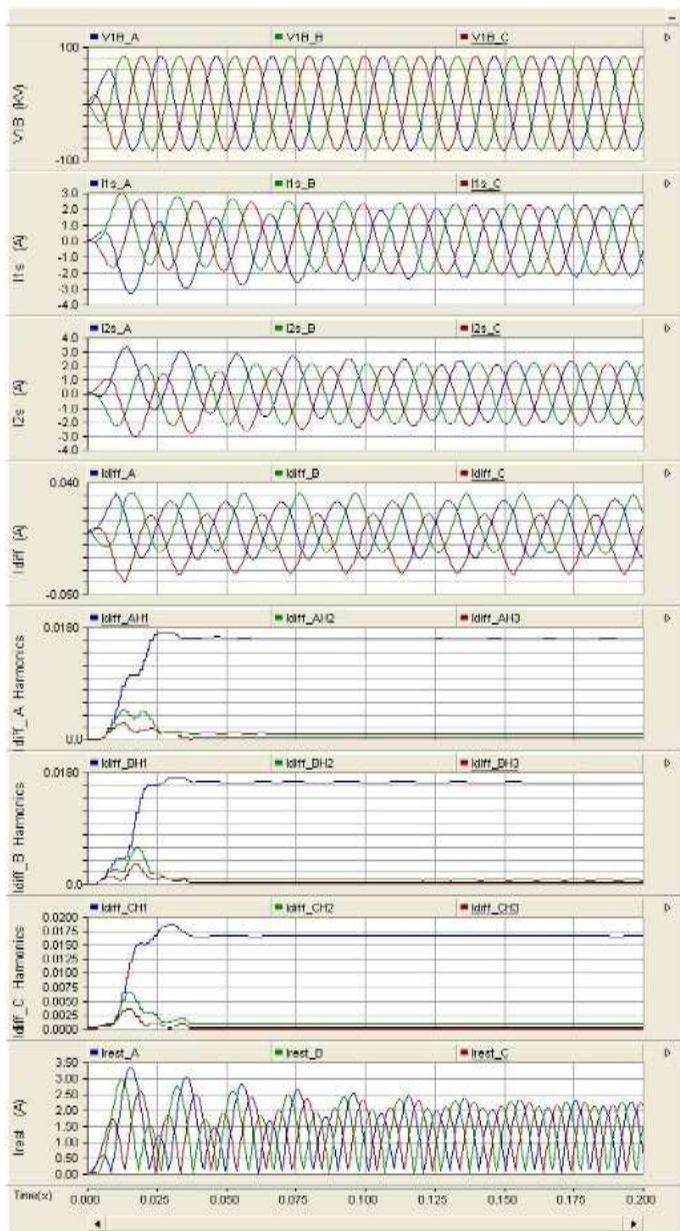 V1B_A V1B_B V1B_C
100
V1B (kV)
-100
I1s_A I1s_B I1s_C
3.0
2.0
1.0
0.0
I1s (A)
-1.0
-2.0
-3.0
-4.0
I2s_A I2s_B I2s_C
4.0
3.0
2.0
1.0
0.0
I2s (A)
-1.0
-2.0
-3.0
-4.0
Idiff_A Idiff_B Idiff_C
0.040
Idiff (A)
-0.050
Idiff_AH1 Idiff_AH2 Idiff_AH3
0.0180
Idiff_A Harmonics
0.0
Idiff_BH1 Idiff_BH2 Idiff_BH3
0.0180
Idiff_B Harmonics
0.0
Idiff_CH1 Idiff_CH2 Idiff_CH3
0.0200
0.0175
0.0150
0.0125
0.0100
0.0075
0.0050
0.0025
0.0000
Idiff_C Harmonics
Irest_A Irest_B Irest_C
3.50
3.00
2.50
2.00
1.50
1.00
0.50
0.00
Irest (A)
Time(s) 0.000 0.025 0.050 0.075 0.100 0.125 0.150 0.175 0.200